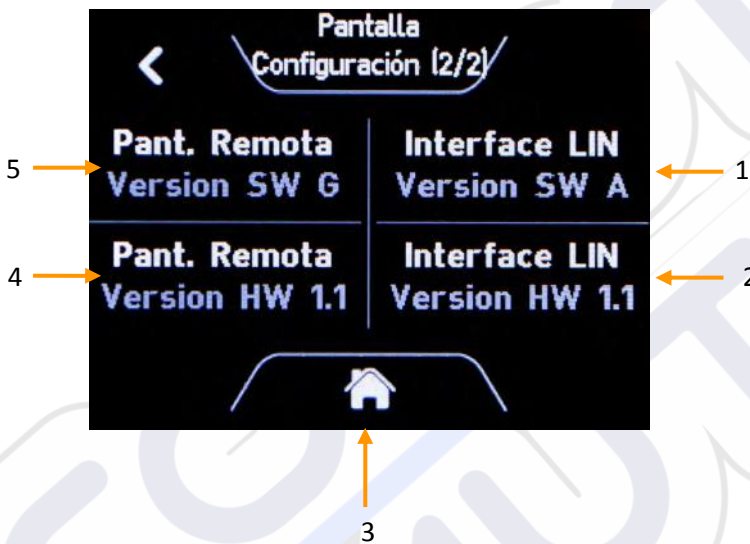 Pantalla
Configuración (2/2)
5
Pant. Remota
Version SW G
Interface LIN
Version SW A
1
4
Pant. Remota
Version HW 1.1
Interface LIN
Version HW 1.1
2
3